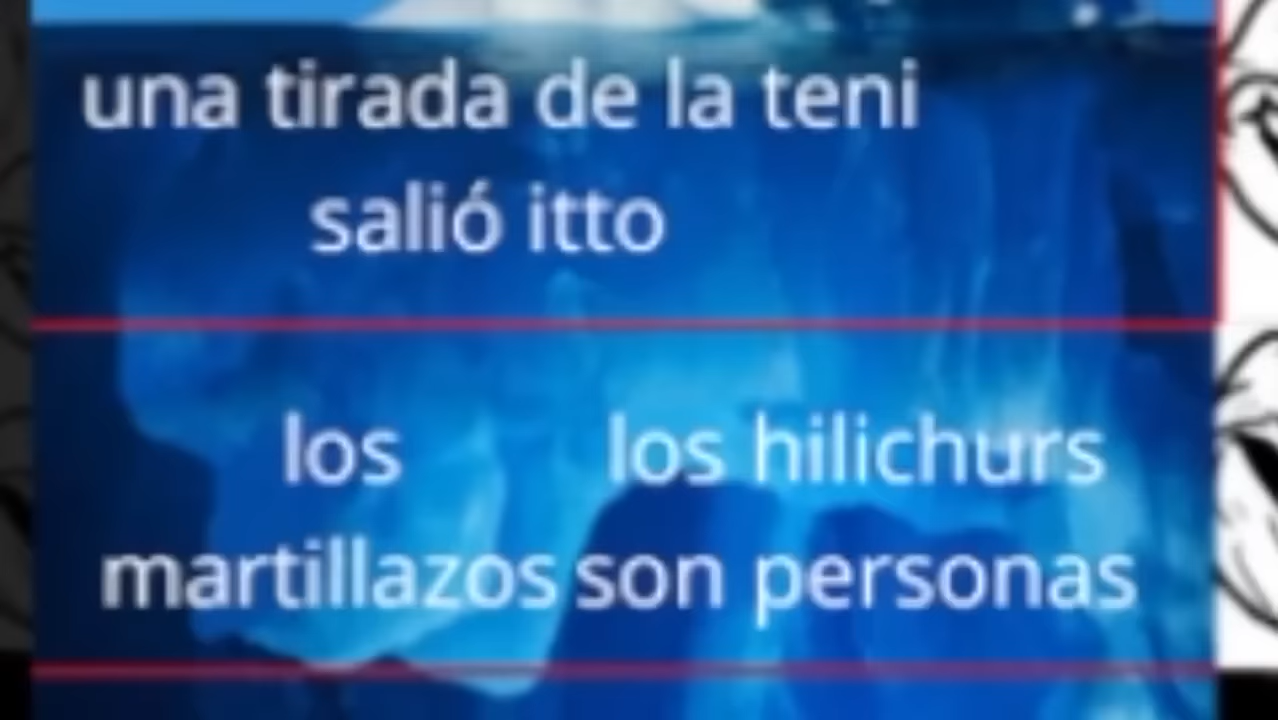 una tirada de la teni
salió itto
los
martillazos
los hilichurs
son personas